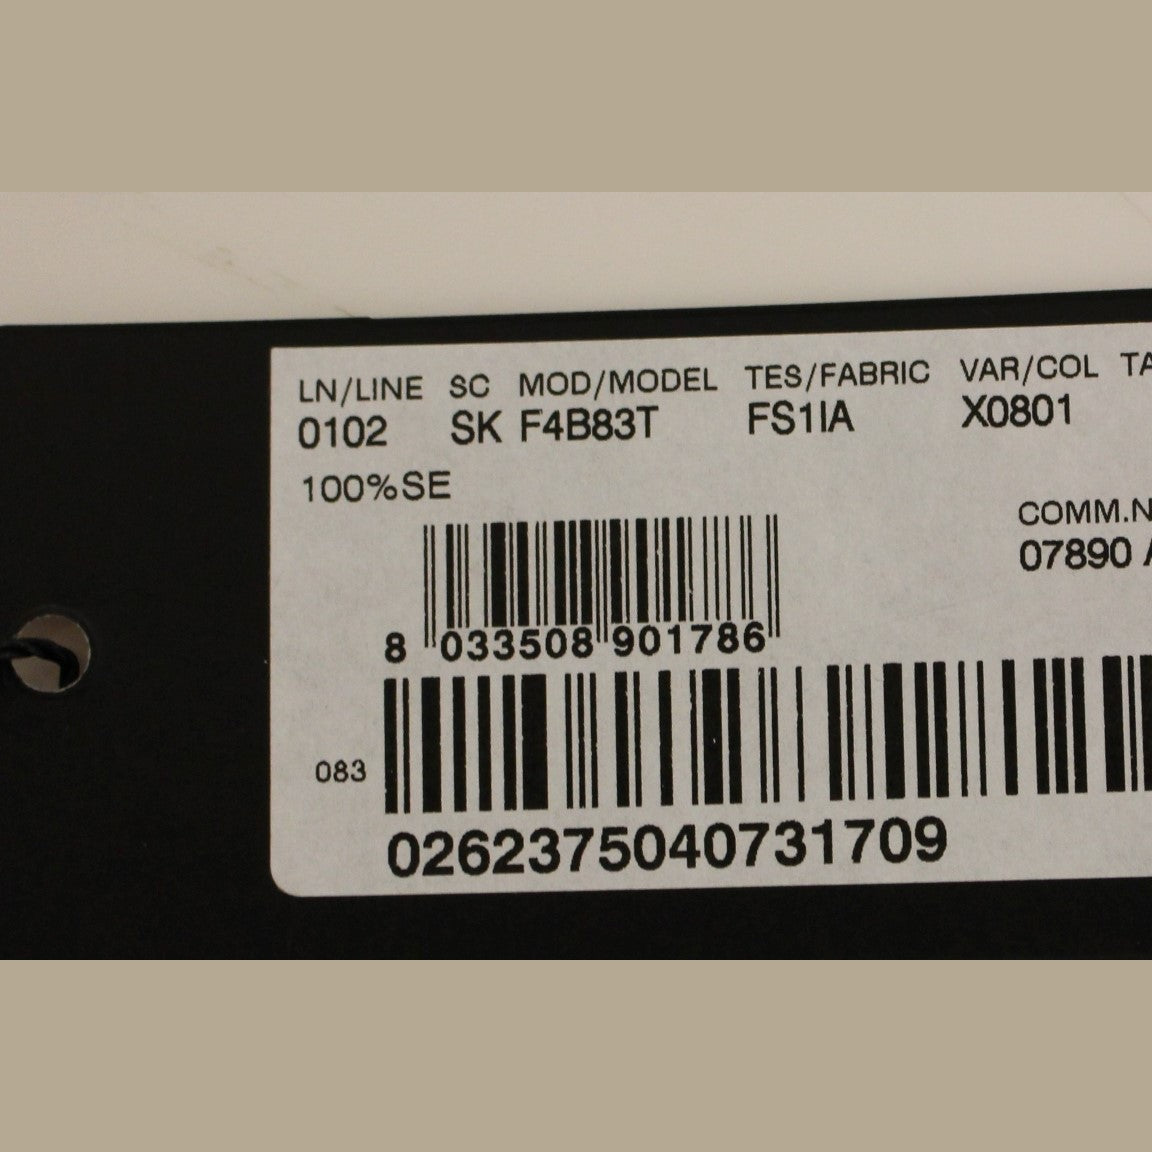 LN/LINE SC MOD/MODEL TES/FABRIC VAR/COL TA
0102 SK F4B83T FS1IA X0801
100%SE
COMM.N
07890 A
8 033508 901786
083
0262375040731709